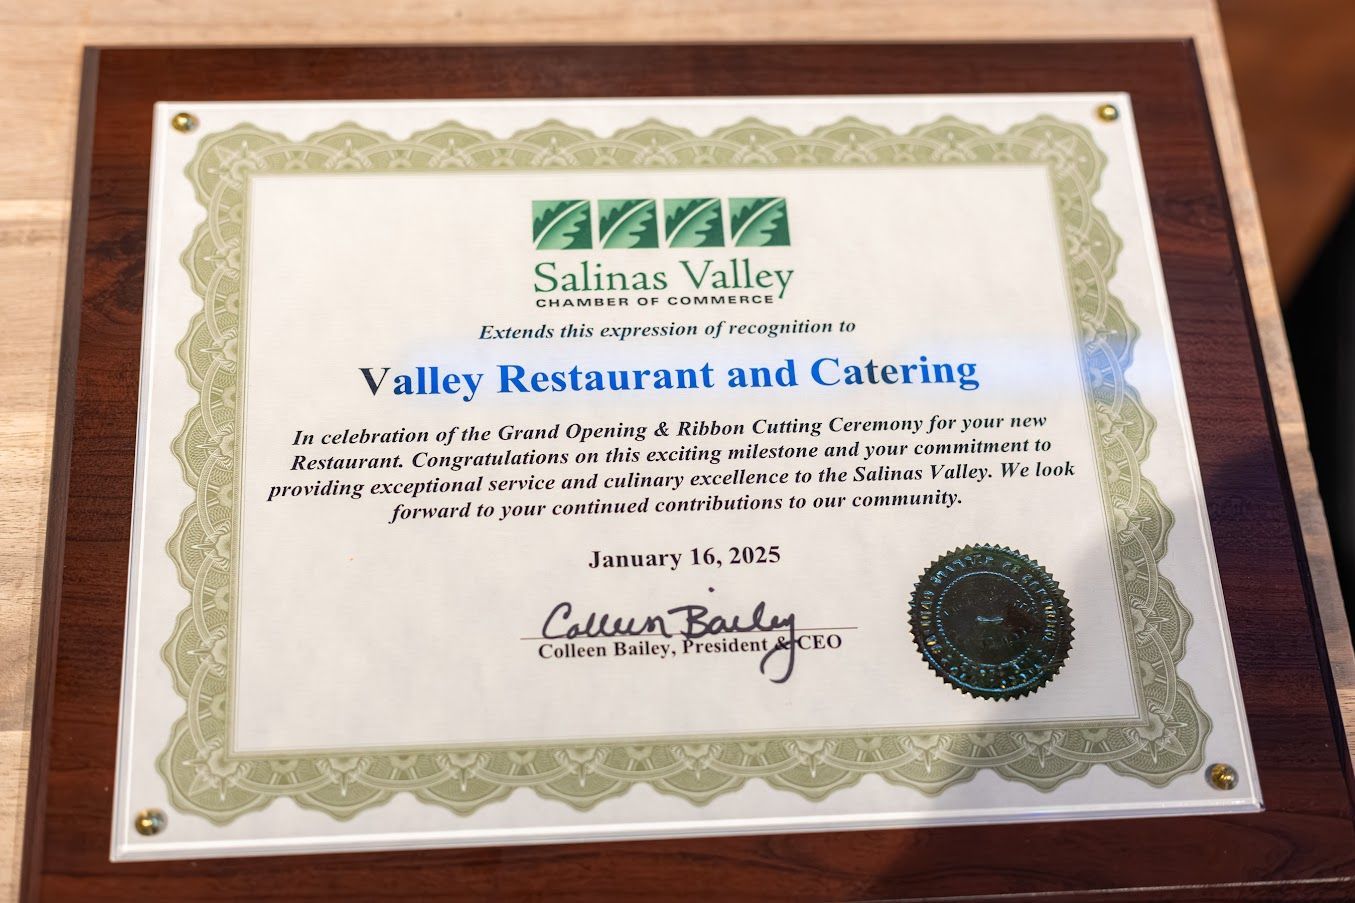 Salinas Valley
CHAMBER OF COMMERCE
Extends this expression of recognition to
Valley Restaurant and Catering
In celebration of the Grand Opening & Ribbon Cutting Ceremony for your new
Restaurant. Congratulations on this exciting milestone and your commitment to
providing exceptional service and culinary excellence to the Salinas Valley. We look
forward to your continued contributions to our community.
January 16, 2025
Colleen Bailey
Colleen Bailey, President & CEO